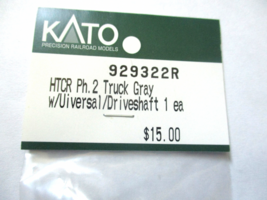 KATO
PRECISION RAILROAD MODELS
929322R
HTCR Ph.2 Truck Gray
w/Uiversal/Driveshaft 1 ea
$15.00